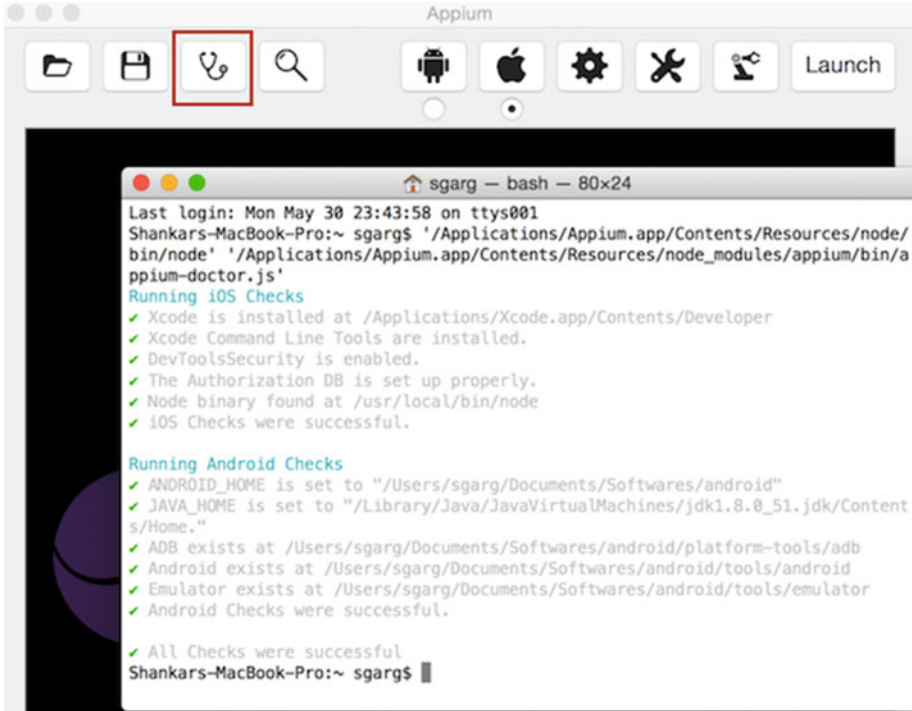 Appium
Launch
sgarg — bash — 80×24
Last login: Mon May 30 23:43:58 on ttys001
Shankars-MacBook-Pro:~ sgarg$ '/Applications/Appium.app/Contents/Resources/node/
bin/node' '/Applications/Appium.app/Contents/Resources/node_modules/appium/bin/a
ppium-doctor.js'
Running iOS Checks
✔ Xcode is installed at /Applications/Xcode.app/Contents/Developer
✔ Xcode Command Line Tools are installed.
✔ DevToolsSecurity is enabled.
✔ The Authorization DB is set up properly.
✔ Node binary found at /usr/local/bin/node
✔ iOS Checks were successful.
Running Android Checks
✔ ANDROID_HOME is set to "/Users/sgarg/Documents/Softwares/android"
✔ JAVA_HOME is set to "/Library/Java/JavaVirtualMachines/jdk1.8.0_51.jdk/Content
s/Home."
✔ ADB exists at /Users/sgarg/Documents/Softwares/android/platform-tools/adb
✔ Android exists at /Users/sgarg/Documents/Softwares/android/tools/android
✔ Emulator exists at /Users/sgarg/Documents/Softwares/android/tools/emulator
✔ Android Checks were successful.
✔ All Checks were successful
Shankars-MacBook-Pro:~ sgarg$